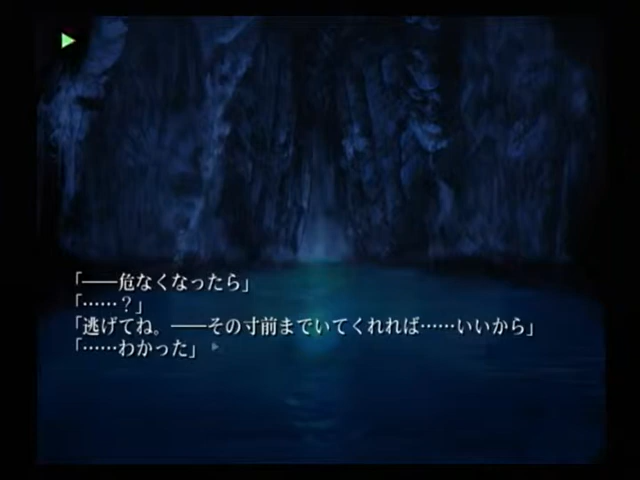 「――危なくなったら」
「……？」
「逃げてね。――その寸前までいてくれれば……いいから」
「……わかった」